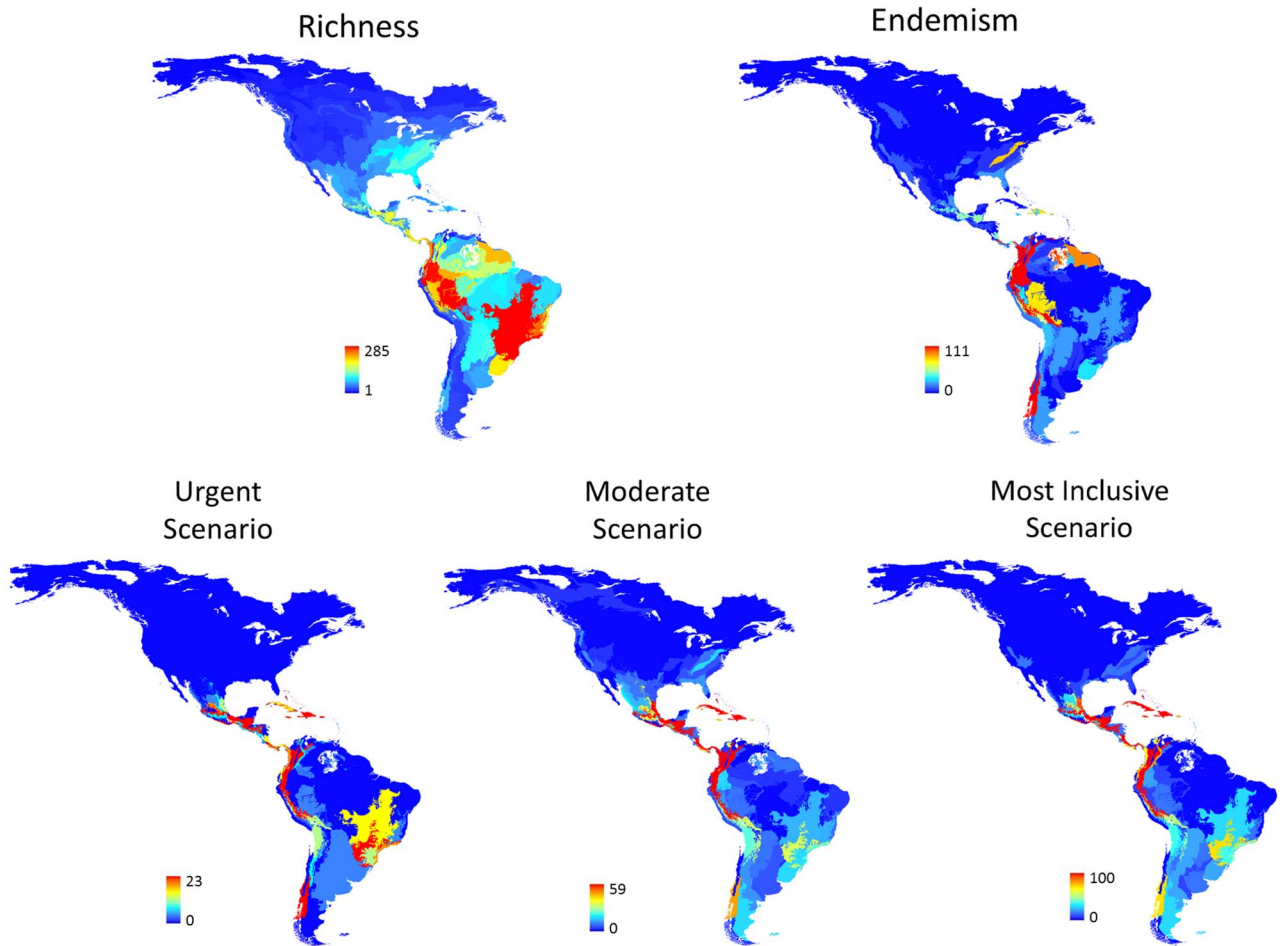 Richness
Endemism
285
1
111
0
Urgent
Scenario
Moderate
Scenario
Most Inclusive
Scenario
23
0
59
0
100
0